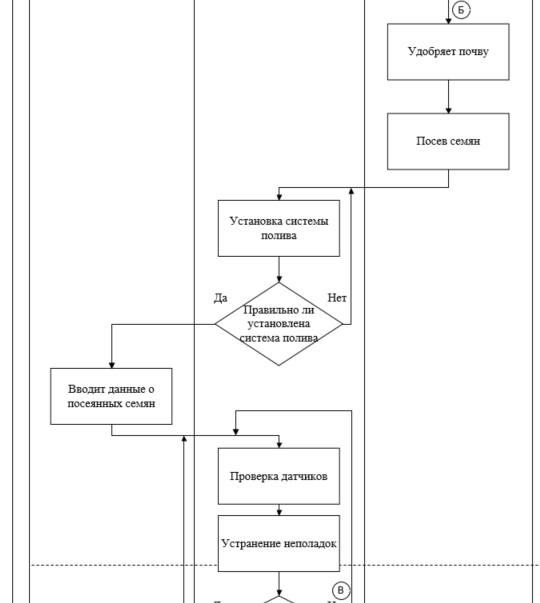 Б
Удобряет почву
Посев семян
Установка системы
полива
Да
Нет
Правильно ли
установлена
система полива
Вводит данные о
посеянных семян
Проверка датчиков
Устранение неполадок
В